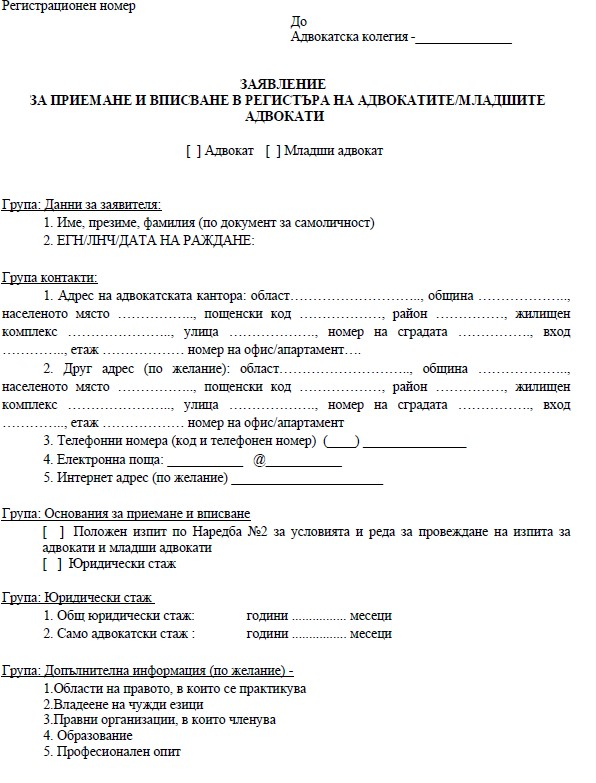 Регистрационен номер
До
Адвокатска колегия -_______________
ЗАЯВЛЕНИЕ
ЗА ПРИЕМАНЕ И ВПИСВАНЕ В РЕГИСТЪРА НА АДВОКАТИТЕ/МЛАДШИТЕ
АДВОКАТИ
[ ] Адвокат [ ] Младши адвокат
Група: Данни за заявителя:
1. Име, презиме, фамилия (по документ за самоличност)
2. ЕГН/ЛНЧ/ДАТА НА РАЖДАНЕ:
Група контакти:
1. Адрес на адвокатската кантора: област…………………………., община ………………..,
населеното място …………….., пощенски код ………………, район ……………, жилищен
комплекс ………………….., улица ………………., номер на сградата ……………., вход
…………., етаж ……………… номер на офис/апартамент….
2. Друг адрес (по желание): област…………………………., община ………………..,
населеното място …………….., пощенски код ………………, район ……………, жилищен
комплекс ………………….., улица ………………., номер на сградата ……………., вход
…………., етаж ……………… номер на офис/апартамент
3. Телефонни номера (код и телефонен номер) (____) ________________
4. Електронна поща: ____________ @____________
5. Интернет адрес (по желание) ________________________
Група: Основания за приемане и вписване
[ ] Положен изпит по Наредба №2 за условията и реда за провеждане на изпита за
адвокати и младши адвокати
[ ] Юридически стаж
Група: Юридически стаж
1. Общ юридически стаж: години ................ месеци
2. Само адвокатски стаж : години ................ месеци
Група: Допълнителна информация (по желание) -
1.Области на правото, в които се практикува
2.Владеене на чужди езици
3.Правни организации, в които членува
4. Образование
5. Професионален опит